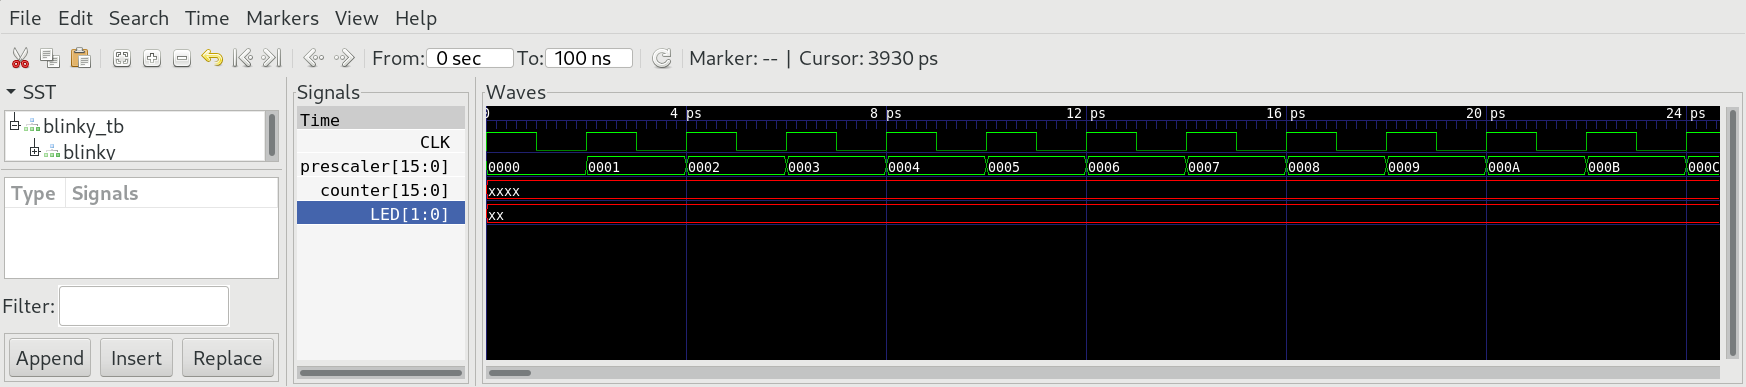 File Edit Search Time Markers View Help
From: 0 sec To: 100 ns Marker: -- | Cursor: 3930 ps
SST
blinky_tb
blinky
Type Signals
Filter:
Append Insert Replace
Signals
Time
CLK
prescaler[15:0]
counter[15:0]
LED[1:0]
Waves
0 4 ps 8 ps 12 ps 16 ps 20 ps 24 ps
0000 0001 0002 0003 0004 0005 0006 0007 0008 0009 000A 000B 000C
xxxx
xx